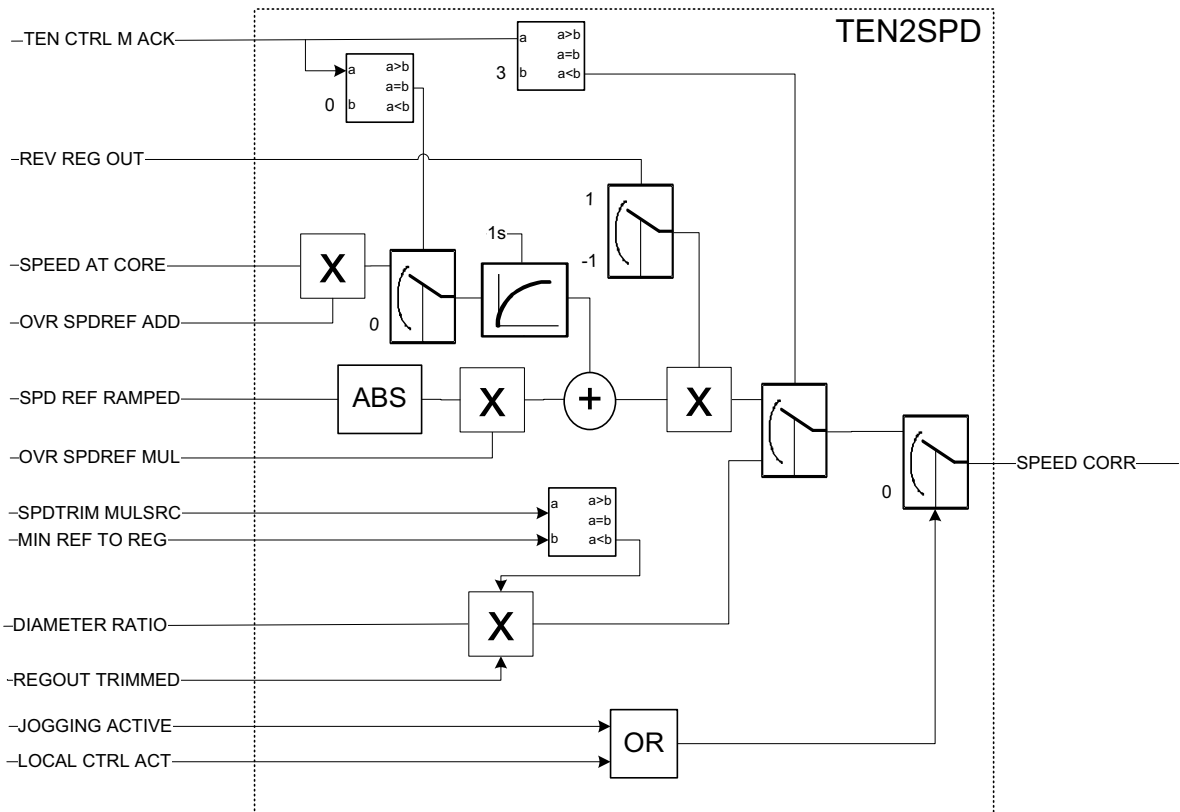 TEN2SPD
TEN CTRL M ACK
a
a>b
a=b
3
b
a<b
a
a>b
a=b
0
b
a<b
REV REG OUT
1
1s
-1
SPEED AT CORE
X
0
OVR SPDREF ADD
SPD REF RAMPED
ABS
X
+
X
OVR SPDREF MUL
SPEED CORR
0
SPDTRIM MULSRC
a
a>b
a=b
MIN REF TO REG
b
a<b
DIAMETER RATIO
X
REGOUT TRIMMED
JOGGING ACTIVE
OR
LOCAL CTRL ACT